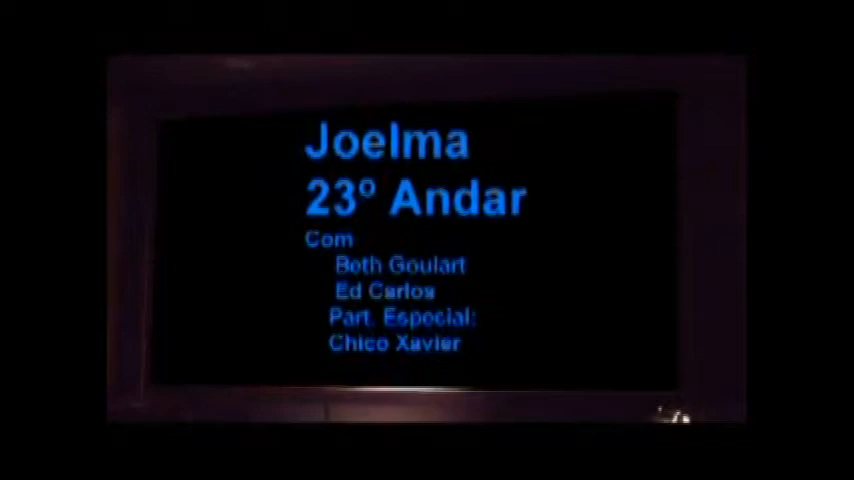 Joelma
23º Andar
Com
Beth Goulart
Ed Carlos
Part. Especial:
Chico Xavier